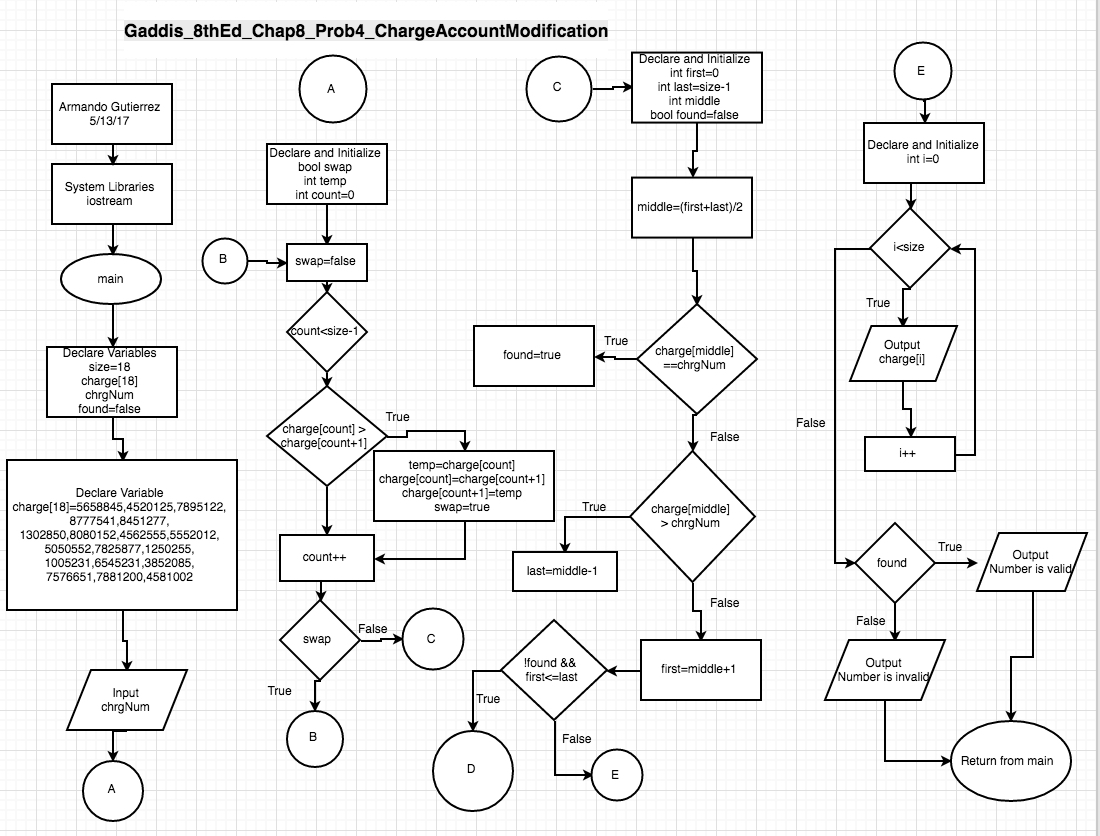 Gaddis_8thEd_Chap8_Prob4_ChargeAccountModification
Armando Gutierrez
5/13/17
System Libraries
iostream
main
Declare Variables
size=18
charge[18]
chrgNum
found=false
Declare Variable
charge[18]=5658845,4520125,7895122,
8777541,8451277,
1302850,8080152,4562555,5552012,
5050552,7825877,1250255,
1005231,6545231,3852085,
7576651,7881200,4581002
Input
chrgNum
A
A
Declare and Initialize
bool swap
int temp
int count=0
B
swap=false
count<size-1
charge[count] >
charge[count+1]
True
temp=charge[count]
charge[count]=charge[count+1]
charge[count+1]=temp
swap=true
count++
swap
False
C
True
B
C
Declare and Initialize
int first=0
int last=size-1
int middle
bool found=false
middle=(first+last)/2
charge[middle]
==chrgNum
True
found=true
False
charge[middle]
> chrgNum
True
last=middle-1
False
first=middle+1
!found &&
first<=last
True
D
False
E
E
Declare and Initialize
int i=0
i<size
True
Output
charge[i]
i++
False
found
True
Output
Number is valid
False
Output
Number is invalid
Return from main